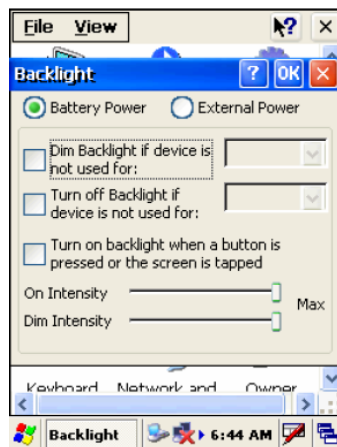 File View
Backlight ? OK
Battery Power External Power
Dim Backlight if device is
not used for:
Turn off Backlight if
device is not used for:
Turn on backlight when a button is
pressed or the screen is tapped
On Intensity
Max
Dim Intensity
Keyboard Network and Owner
Backlight 6:44 AM